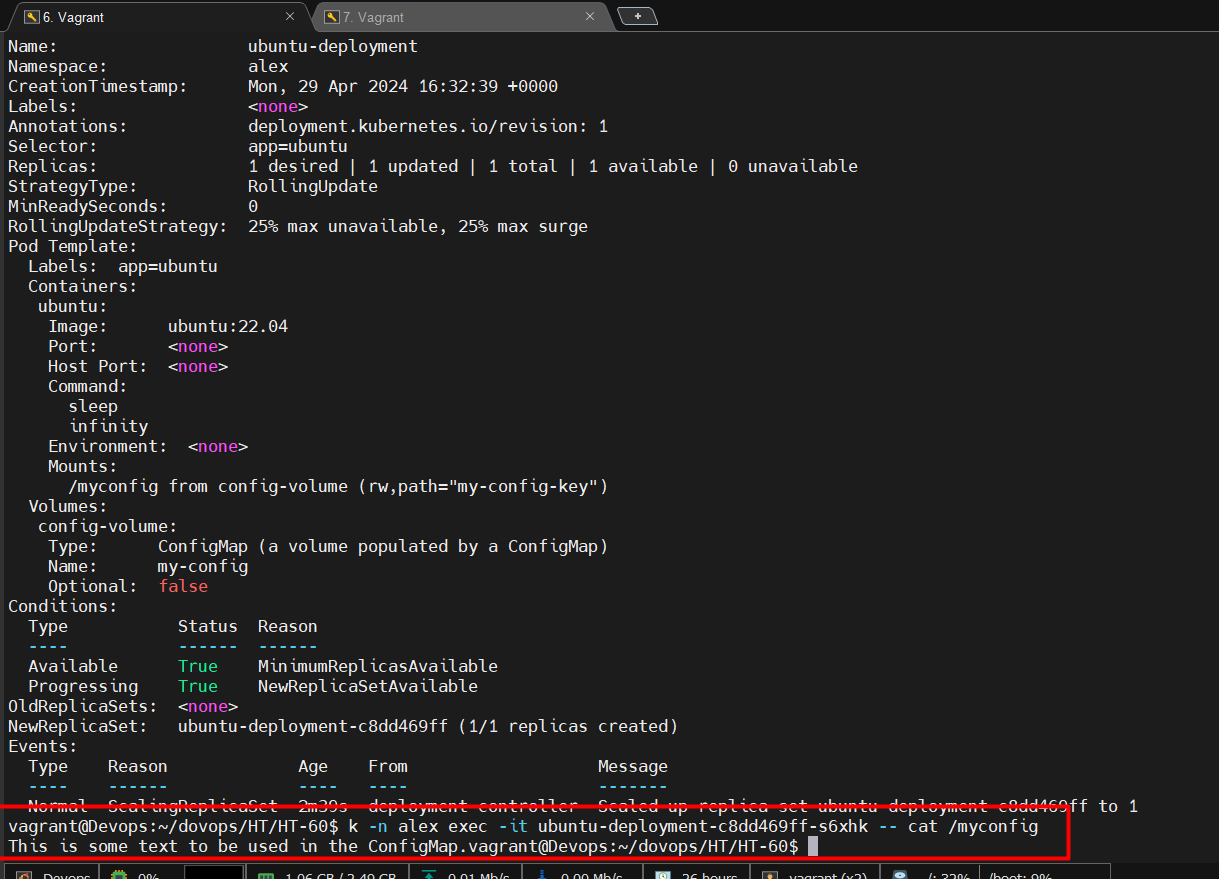 6. Vagrant
7. Vagrant
Name: ubuntu-deployment
Namespace: alex
CreationTimestamp: Mon, 29 Apr 2024 16:32:39 +0000
Labels: <none>
Annotations: deployment.kubernetes.io/revision: 1
Selector: app=ubuntu
Replicas: 1 desired | 1 updated | 1 total | 1 available | 0 unavailable
StrategyType: RollingUpdate
MinReadySeconds: 0
RollingUpdateStrategy: 25% max unavailable, 25% max surge
Pod Template:
Labels: app=ubuntu
Containers:
ubuntu:
Image: ubuntu:22.04
Port: <none>
Host Port: <none>
Command:
sleep
infinity
Environment: <none>
Mounts:
/myconfig from config-volume (rw,path="my-config-key")
Volumes:
config-volume:
Type: ConfigMap (a volume populated by a ConfigMap)
Name: my-config
Optional: false
Conditions:
Type Status Reason
---- ------ ------
Available True MinimumReplicasAvailable
Progressing True NewReplicaSetAvailable
OldReplicaSets: <none>
NewReplicaSet: ubuntu-deployment-c8dd469ff (1/1 replicas created)
Events:
Type Reason Age From Message
---- ------ ---- ---- -------
Normal ScalingReplicaSet 2m39s deployment-controller Scaled up replica set ubuntu-deployment-c8dd469ff to 1
vagrant@Devops:~/dovops/HT/HT-60$ k -n alex exec -it ubuntu-deployment-c8dd469ff-s6xhk -- cat /myconfig
This is some text to be used in the ConfigMap.vagrant@Devops:~/dovops/HT/HT-60$
Devops 0% 1.06 GB / 2.49 GB 0.01 Mb/s 0.00 Mb/s 26 hours vagrant (x2) /: 32% /boot: 9%